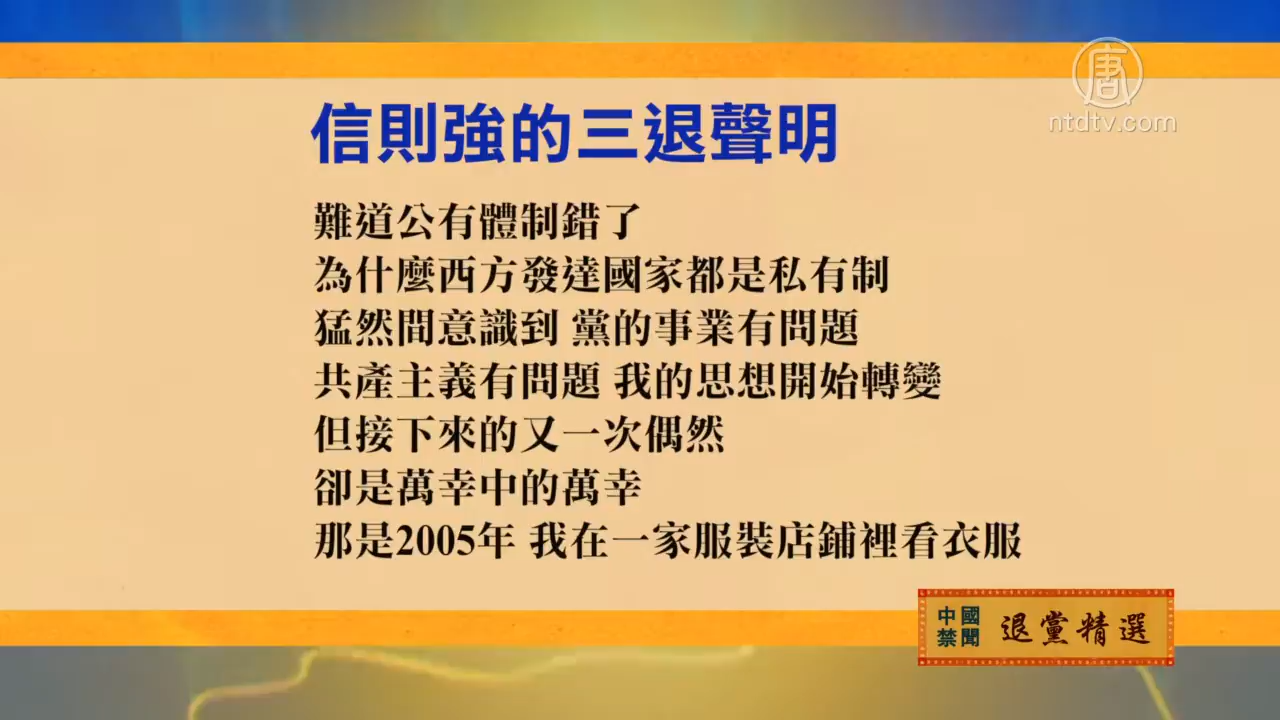 唐
ntdtv.com
信則強的三退聲明
難道公有體制錯了
為什麼西方發達國家都是私有制
猛然間意識到 黨的事業有問題
共產主義有問題 我的思想開始轉變
但接下來的又一次偶然
卻是萬幸中的萬幸
那是2005年 我在一家服裝店鋪裡看衣服
中國禁聞 退黨精選